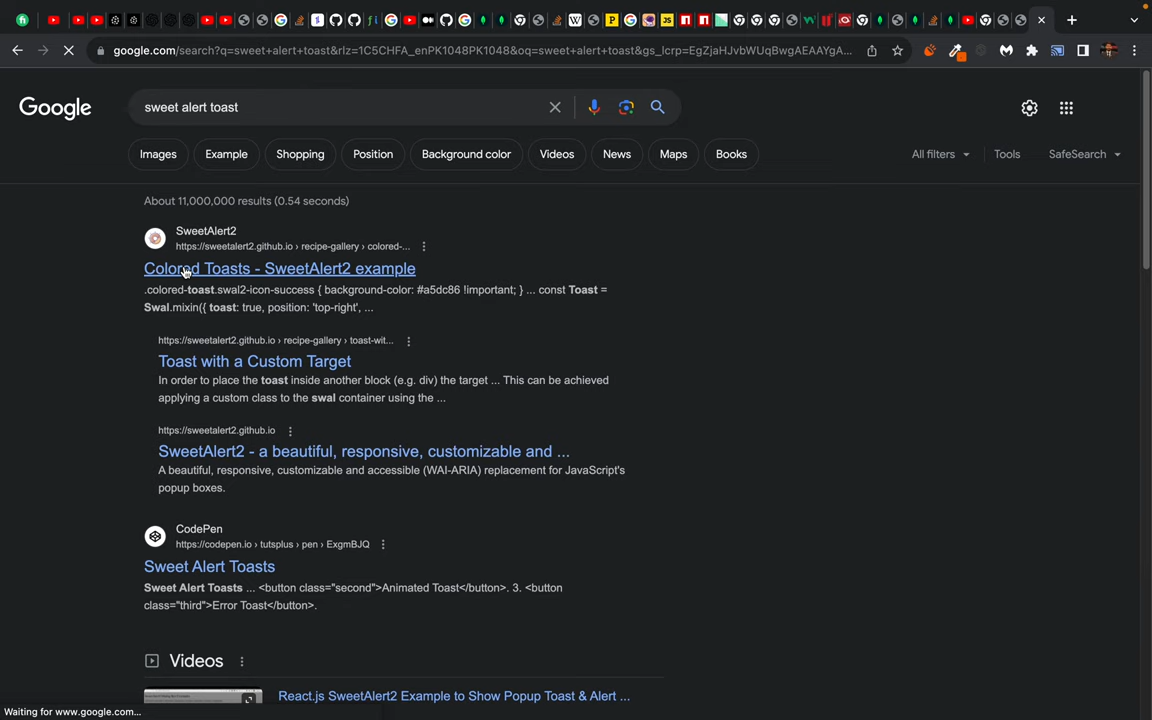 google.com/search?q=sweet+alert+toast&rlz=1C5CHFA_enPK1048PK1048&oq=sweet+alert+toast&gs_lcrp=EgZjaHJvbWUqBwgAEAAYgA...
Google
sweet alert toast
Images
Example
Shopping
Position
Background color
Videos
News
Maps
Books
All filters
Tools
SafeSearch
About 11,000,000 results (0.54 seconds)
SweetAlert2
https://sweetalert2.github.io › recipe-gallery › colored-...
Colored Toasts - SweetAlert2 example
.colored-toast.swal2-icon-success { background-color: #a5dc86 !important; } ... const Toast =
Swal.mixin({ toast: true, position: 'top-right', ...
https://sweetalert2.github.io › recipe-gallery › toast-wit...
Toast with a Custom Target
In order to place the toast inside another block (e.g. div) the target ... This can be achieved
applying a custom class to the swal container using the ...
https://sweetalert2.github.io
SweetAlert2 - a beautiful, responsive, customizable and ...
A beautiful, responsive, customizable and accessible (WAI-ARIA) replacement for JavaScript's
popup boxes.
CodePen
https://codepen.io › tutsplus › pen › ExgmBJQ
Sweet Alert Toasts
Sweet Alert Toasts ... <button class="second">Animated Toast</button>. 3. <button
class="third">Error Toast</button>.
Videos
React.js SweetAlert2 Example to Show Popup Toast & Alert ...
Waiting for www.google.com...